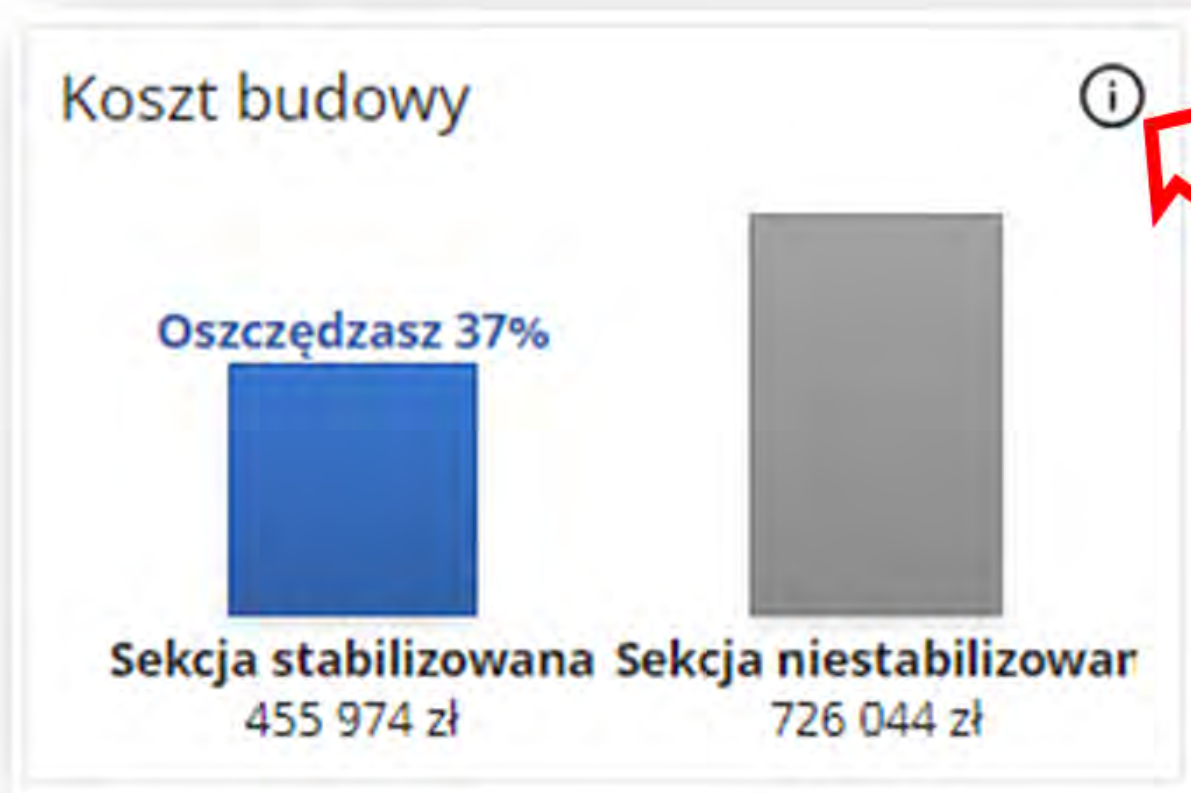 Koszt budowy
Oszczędzasz 37%
Sekcja stabilizowana Sekcja niestabilizowar
455 974 zł 726 044 zł